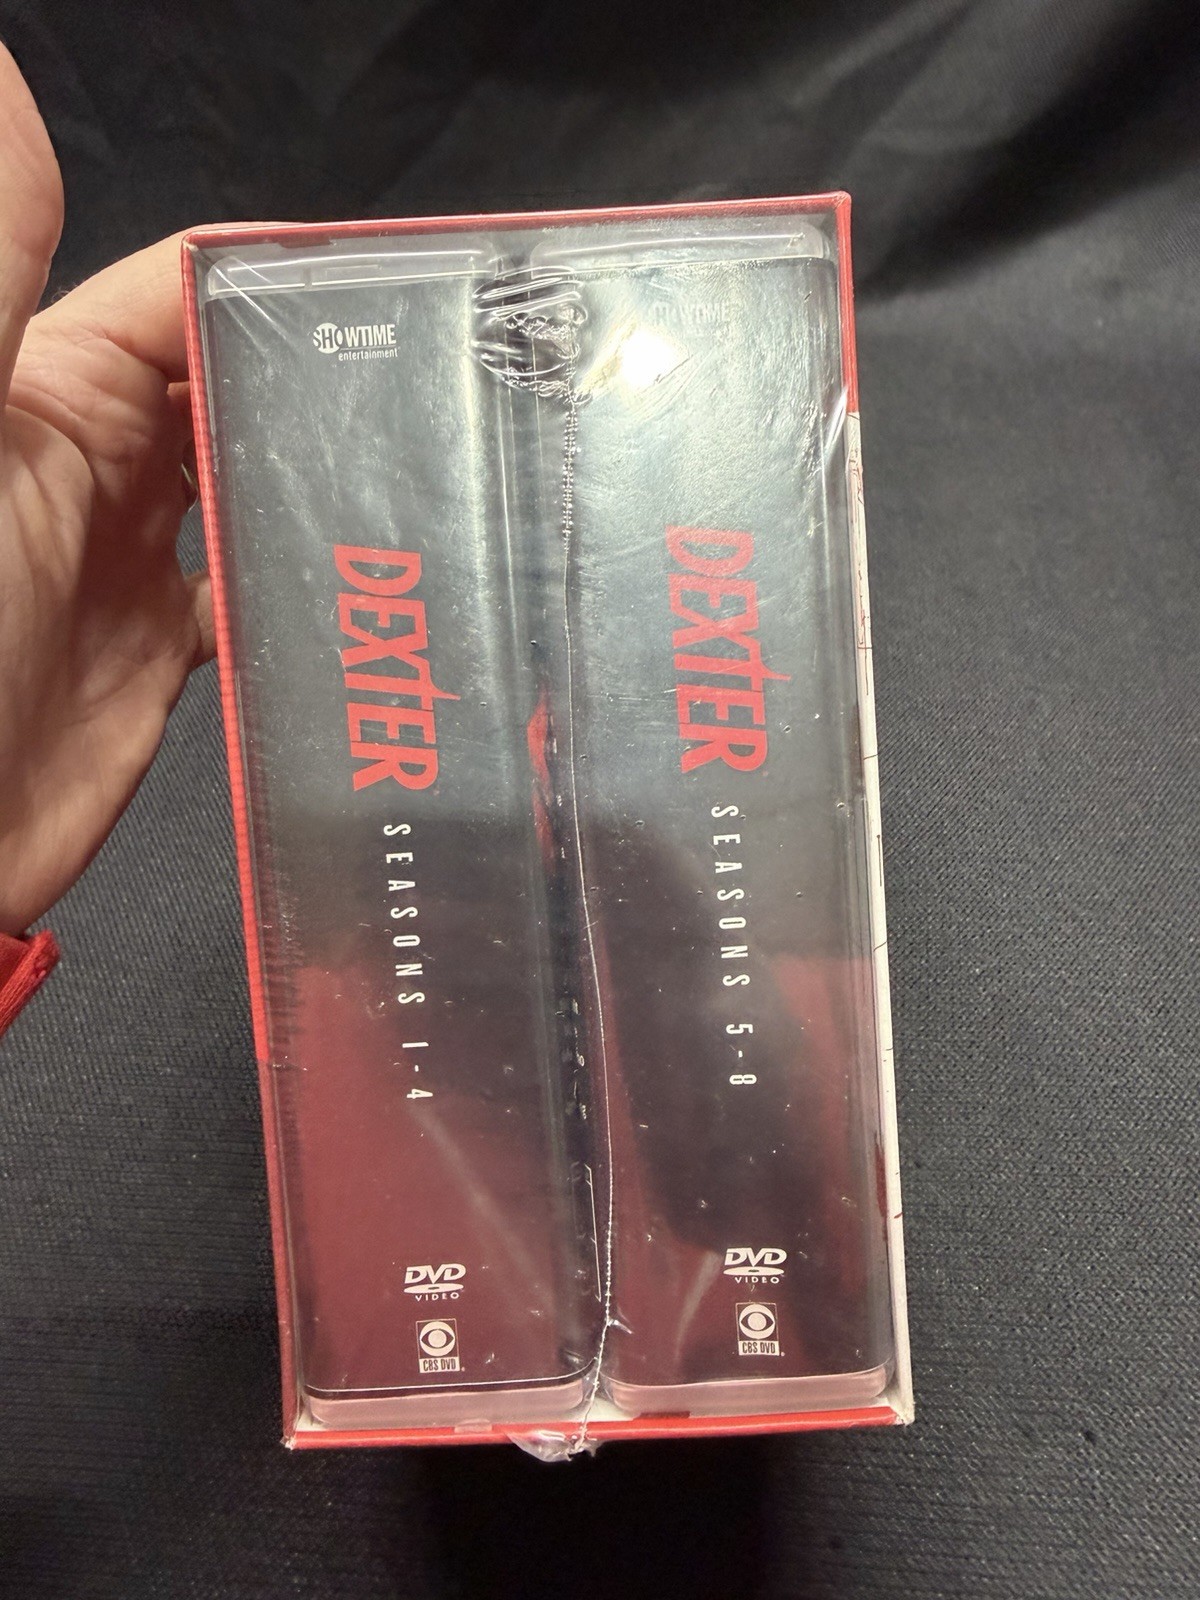 SHOWTIME
entertainment
DEXTER
SEASONS 1-4
DVD
VIDEO
CBS DVD
SHOWTIME
DEXTER
SEASONS 5-8
DVD
VIDEO
CBS DVD